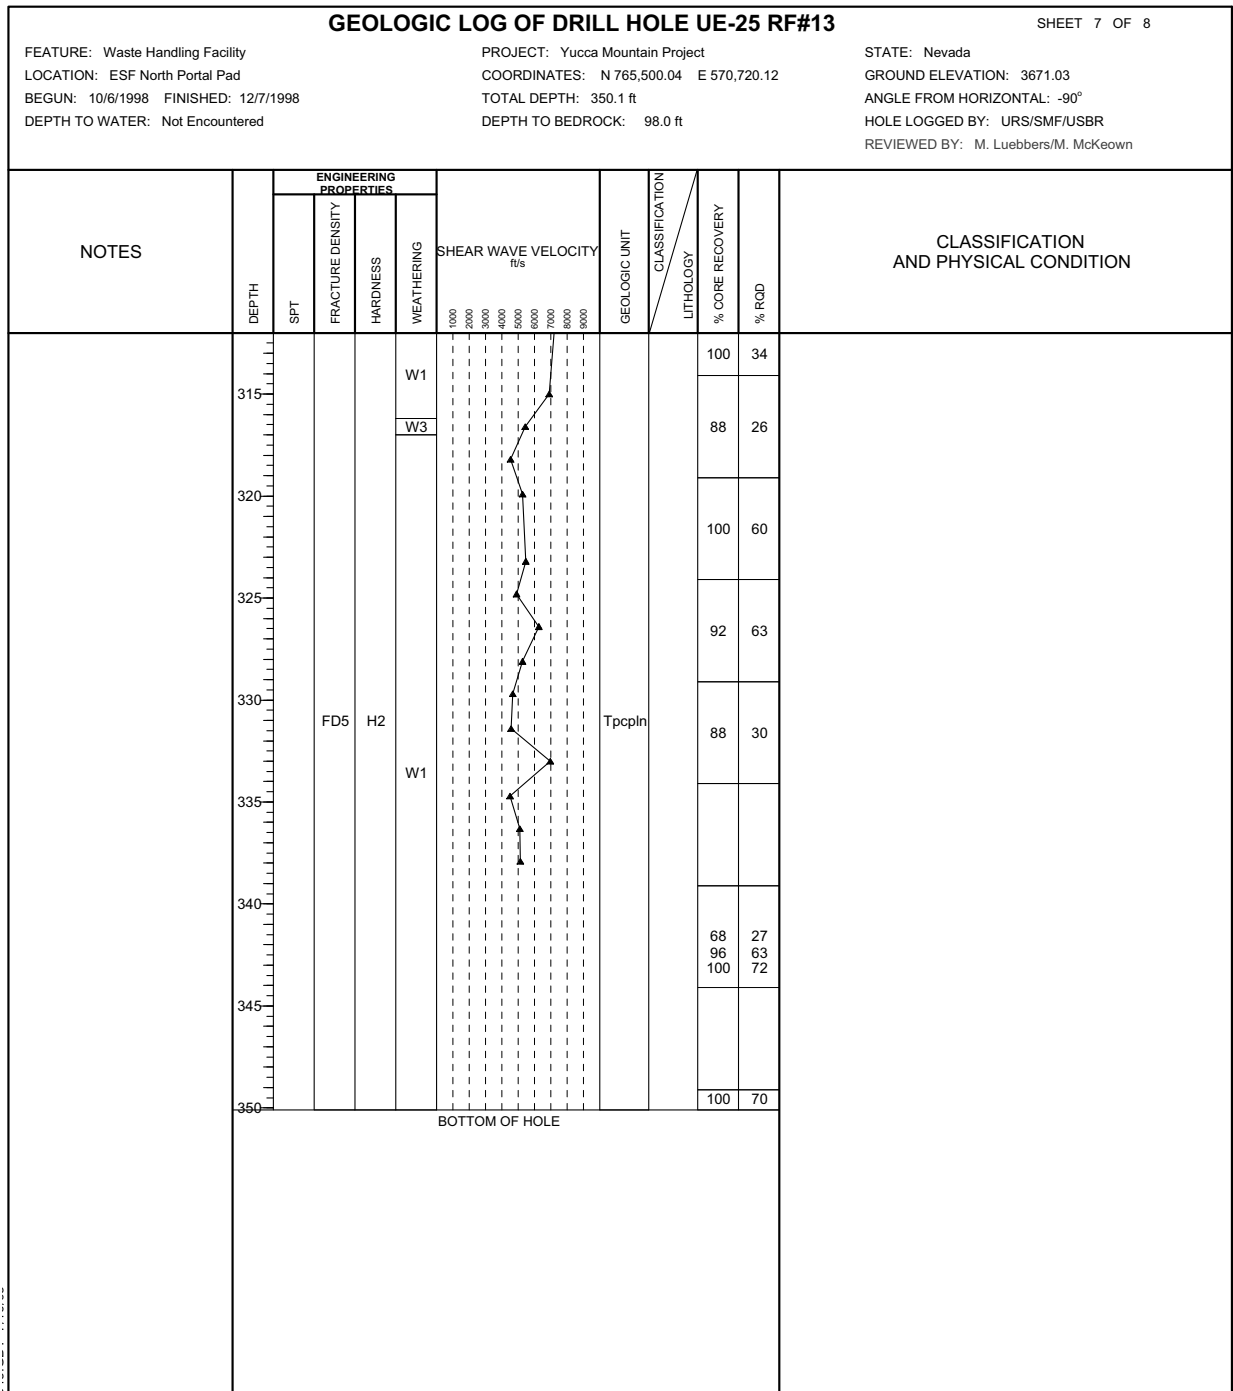 GEOLOGIC LOG OF DRILL HOLE UE-25 RF#13
SHEET 7 OF 8
FEATURE: Waste Handling Facility
PROJECT: Yucca Mountain Project
STATE: Nevada
LOCATION: ESF North Portal Pad
COORDINATES: N 765,500.04 E 570,720.12
GROUND ELEVATION: 3671.03
BEGUN: 10/6/1998 FINISHED: 12/7/1998
TOTAL DEPTH: 350.1 ft
ANGLE FROM HORIZONTAL: -90°
DEPTH TO WATER: Not Encountered
DEPTH TO BEDROCK: 98.0 ft
HOLE LOGGED BY: URS/SMF/USBR
REVIEWED BY: M. Luebbers/M. McKeown
NOTES
DEPTH
ENGINEERING
PROPERTIES
SPT
FRACTURE DENSITY
HARDNESS
WEATHERING
SHEAR WAVE VELOCITY
ft/s
1000
2000
3000
4000
5000
6000
7000
8000
9000
GEOLOGIC UNIT
CLASSIFICATION
LITHOLOGY
% CORE RECOVERY
% RQD
CLASSIFICATION
AND PHYSICAL CONDITION
100 34
W1
315
W3
88 26
320
100 60
325
92 63
330
FD5 H2
Tpcpln
88 30
W1
335
340
68 27
96 63
100 72
345
100 70
350
BOTTOM OF HOLE